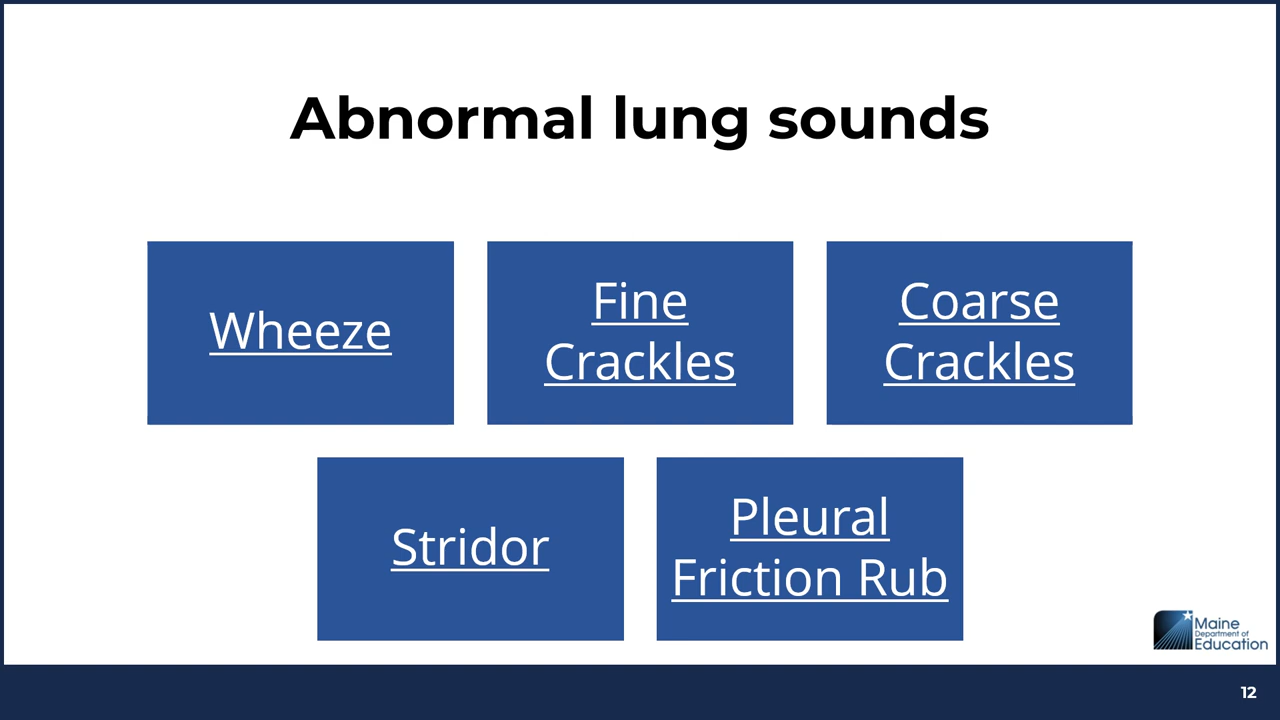 Abnormal lung sounds
Wheeze
Fine
Crackles
Coarse
Crackles
Stridor
Pleural
Friction Rub
Maine
Department of
Education
12